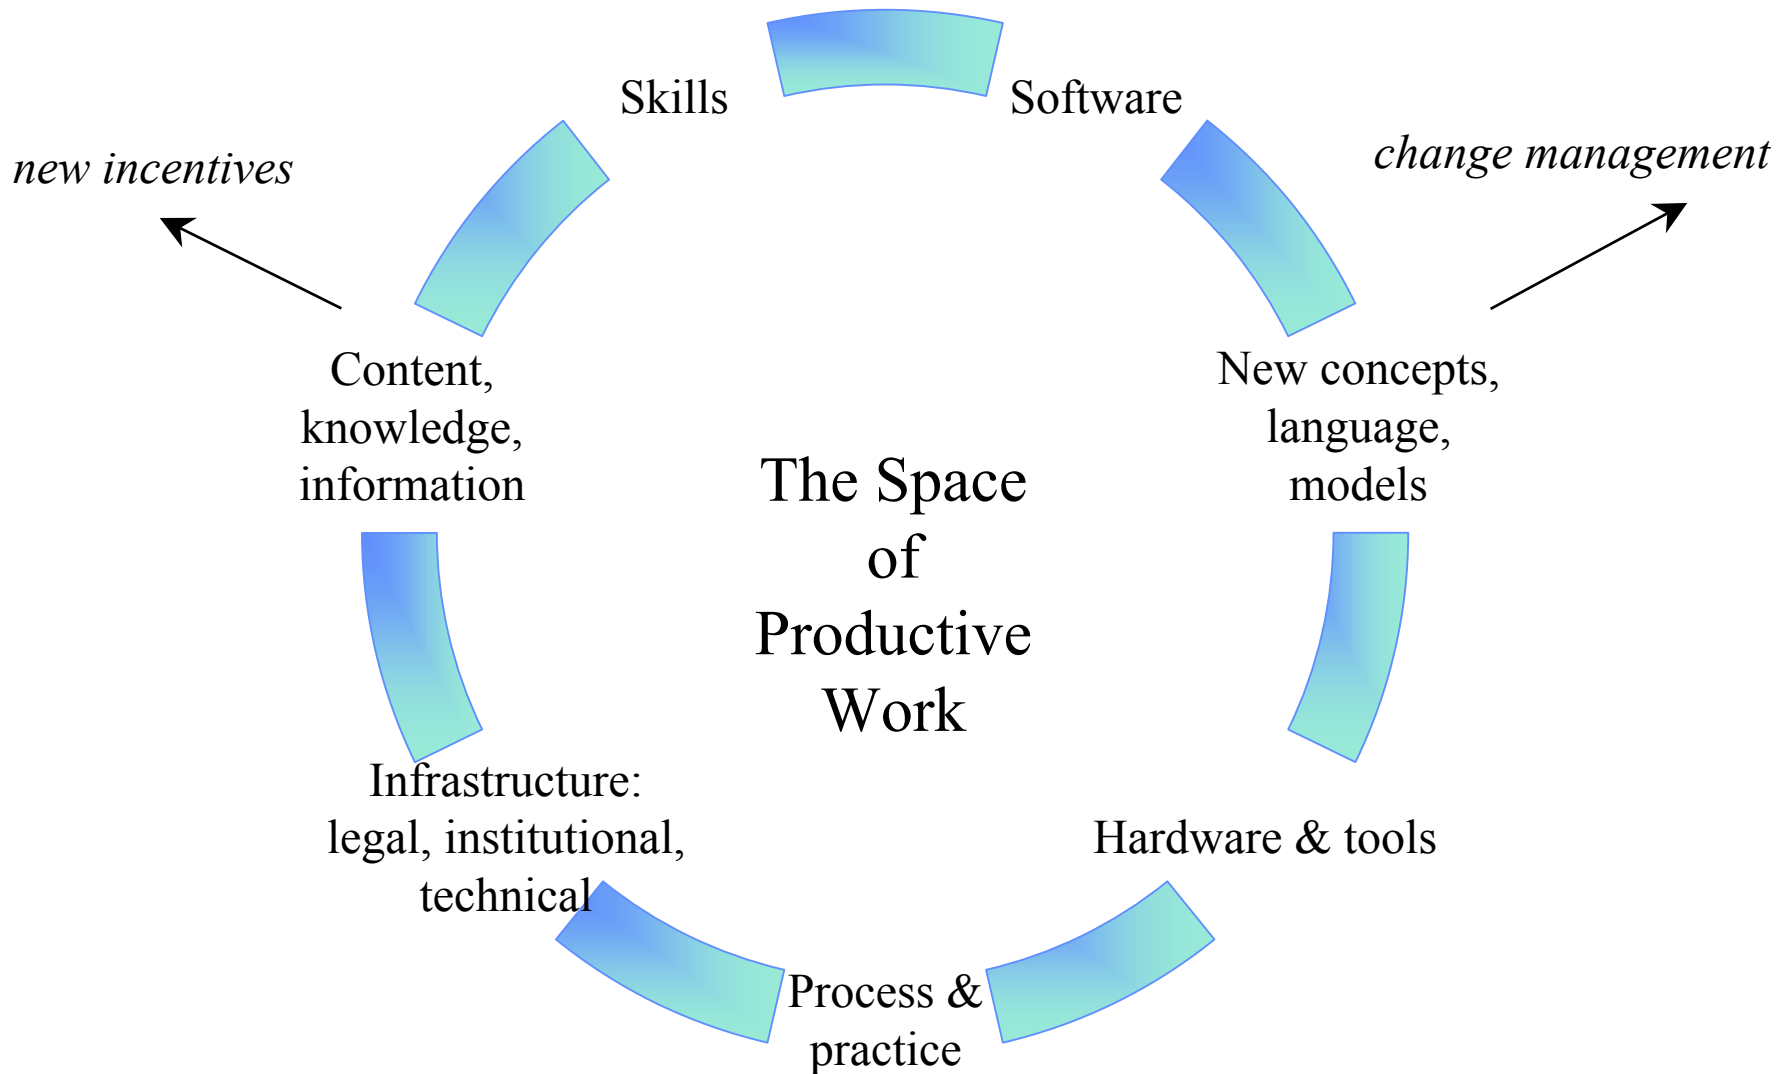 Skills
Software
new incentives
change management
Content,
knowledge,
information
New concepts,
language,
models
The Space
of
Productive
Work
Infrastructure:
legal, institutional,
technical
Hardware & tools
Process &
practice